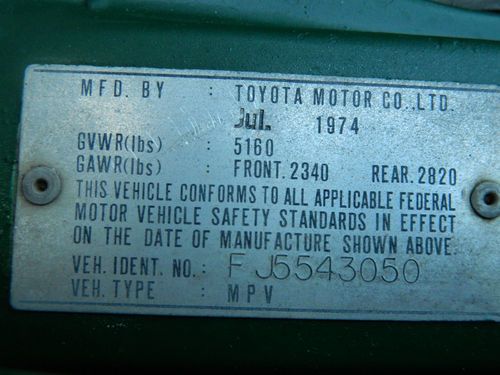 MFD. BY : TOYOTA MOTOR CO., LTD.
Jul. 1974
GVWR(lbs) : 5160
GAWR(lbs) : FRONT. 2340 REAR. 2820
THIS VEHICLE CONFORMS TO ALL APPLICABLE FEDERAL
MOTOR VEHICLE SAFETY STANDARDS IN EFFECT
ON THE DATE OF MANUFACTURE SHOWN ABOVE.
VEH. IDENT. NO. : FJ5543050
VEH. TYPE : MPV